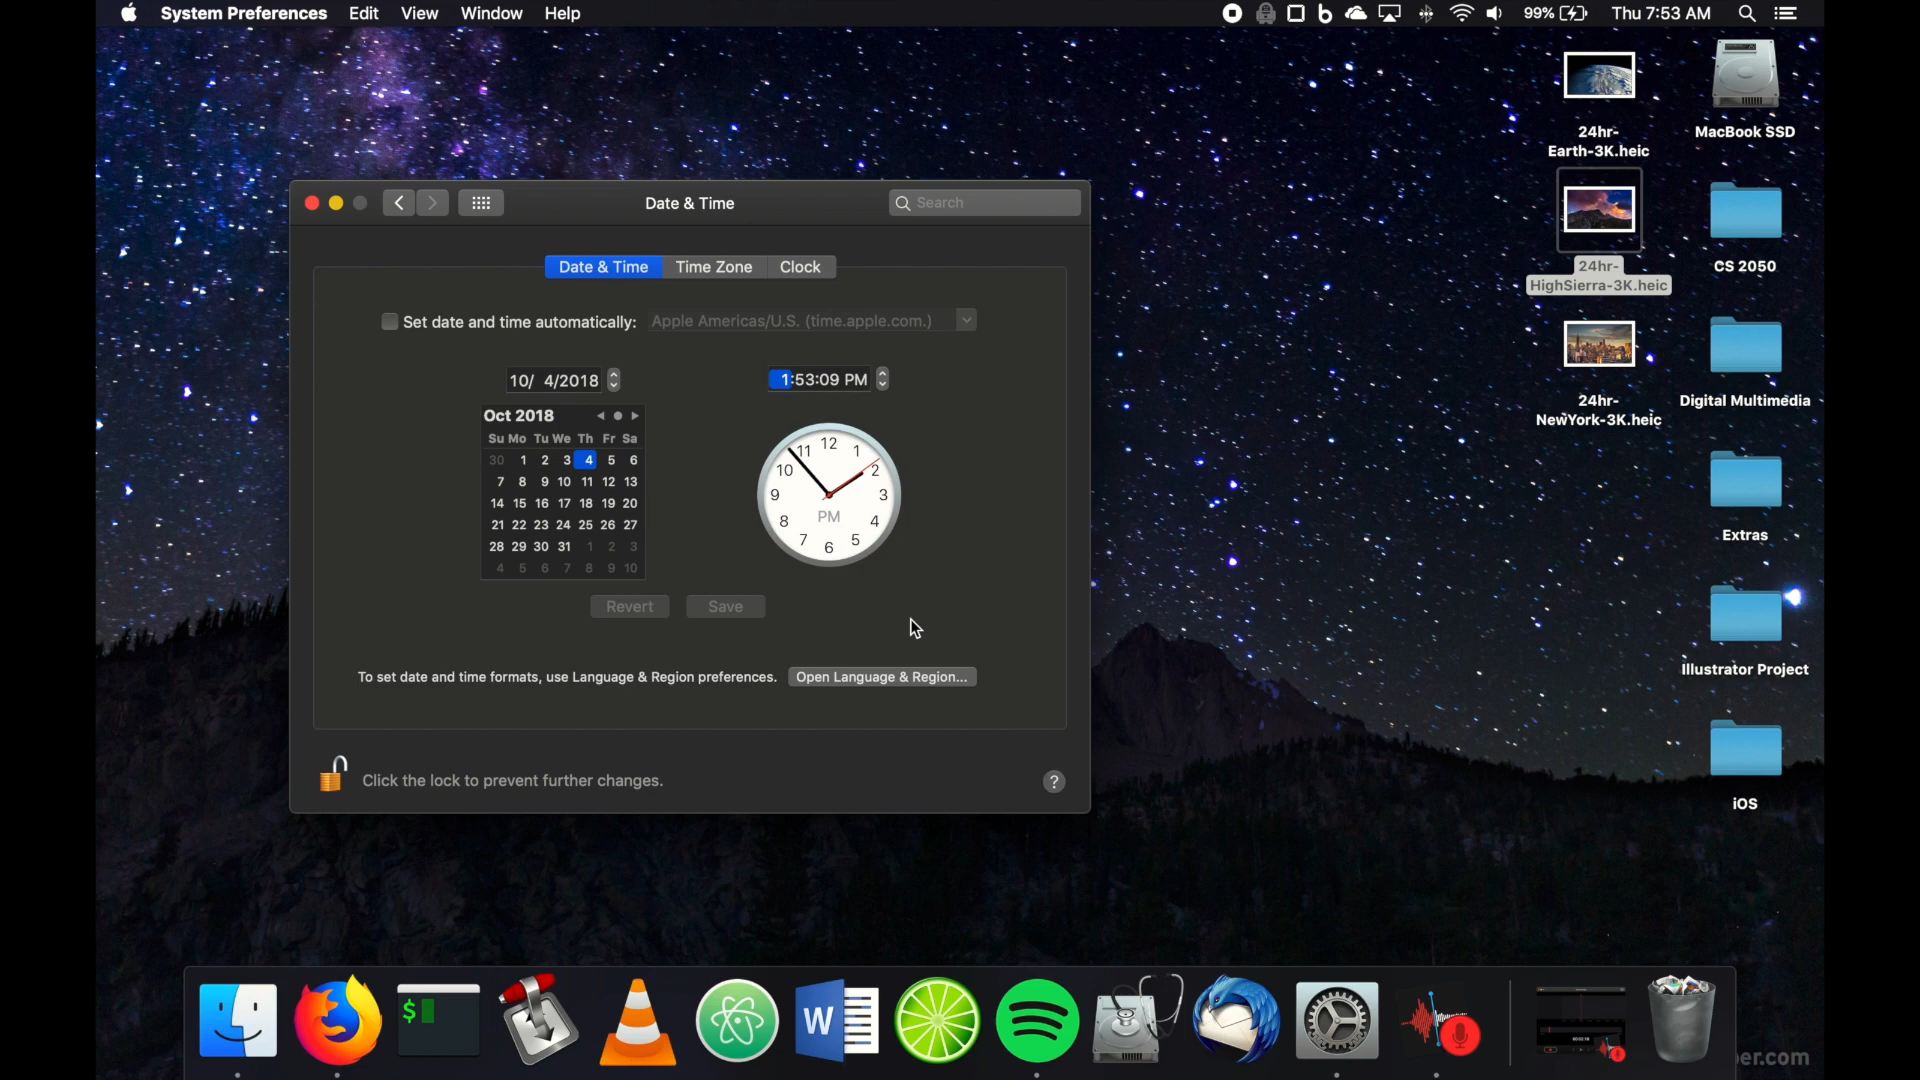 System Preferences Edit View Window Help
b 99% Thu 7:53 AM
24hr-
Earth-3K.heic
MacBook SSD
24hr-
HighSierra-3K.heic
CS 2050
24hr-
NewYork-3K.heic
Digital Multimedia
Extras
Illustrator Project
iOS
Date & Time
Search
Date & Time Time Zone Clock
Set date and time automatically: Apple Americas/U.S. (time.apple.com.)
10/ 4/2018
1:53:09 PM
Oct 2018
Su Mo Tu We Th Fr Sa
30 1 2 3 4 5 6
7 8 9 10 11 12 13
14 15 16 17 18 19 20
21 22 23 24 25 26 27
28 29 30 31 1 2 3
4 5 6 7 8 9 10
12
11 1
10 2
9 3
PM
8 4
7 5
6
Revert Save
To set date and time formats, use Language & Region preferences. Open Language & Region...
Click the lock to prevent further changes.
?
$
W
er.com